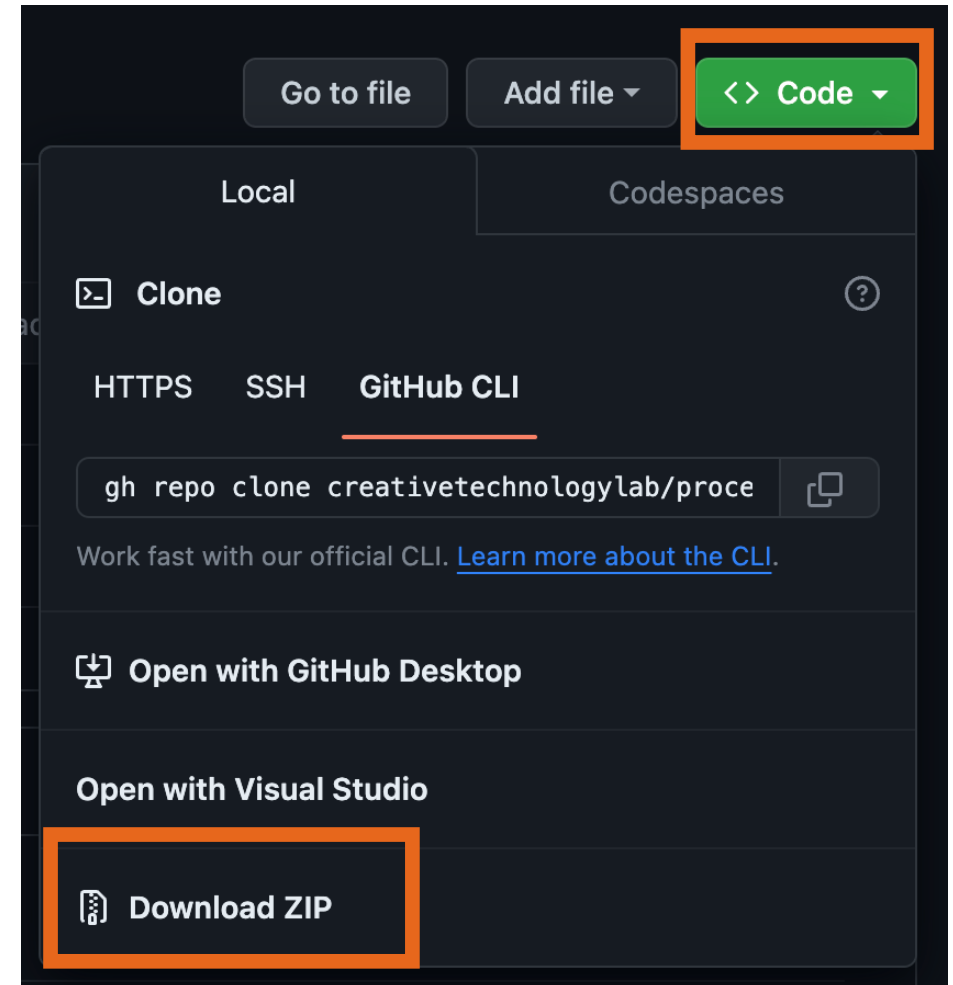 Go to file Add file <> Code
Local Codespaces
Clone
HTTPS SSH GitHub CLI
gh repo clone creativetechnologylab/proce
Work fast with our official CLI. Learn more about the CLI.
Open with GitHub Desktop
Open with Visual Studio
Download ZIP